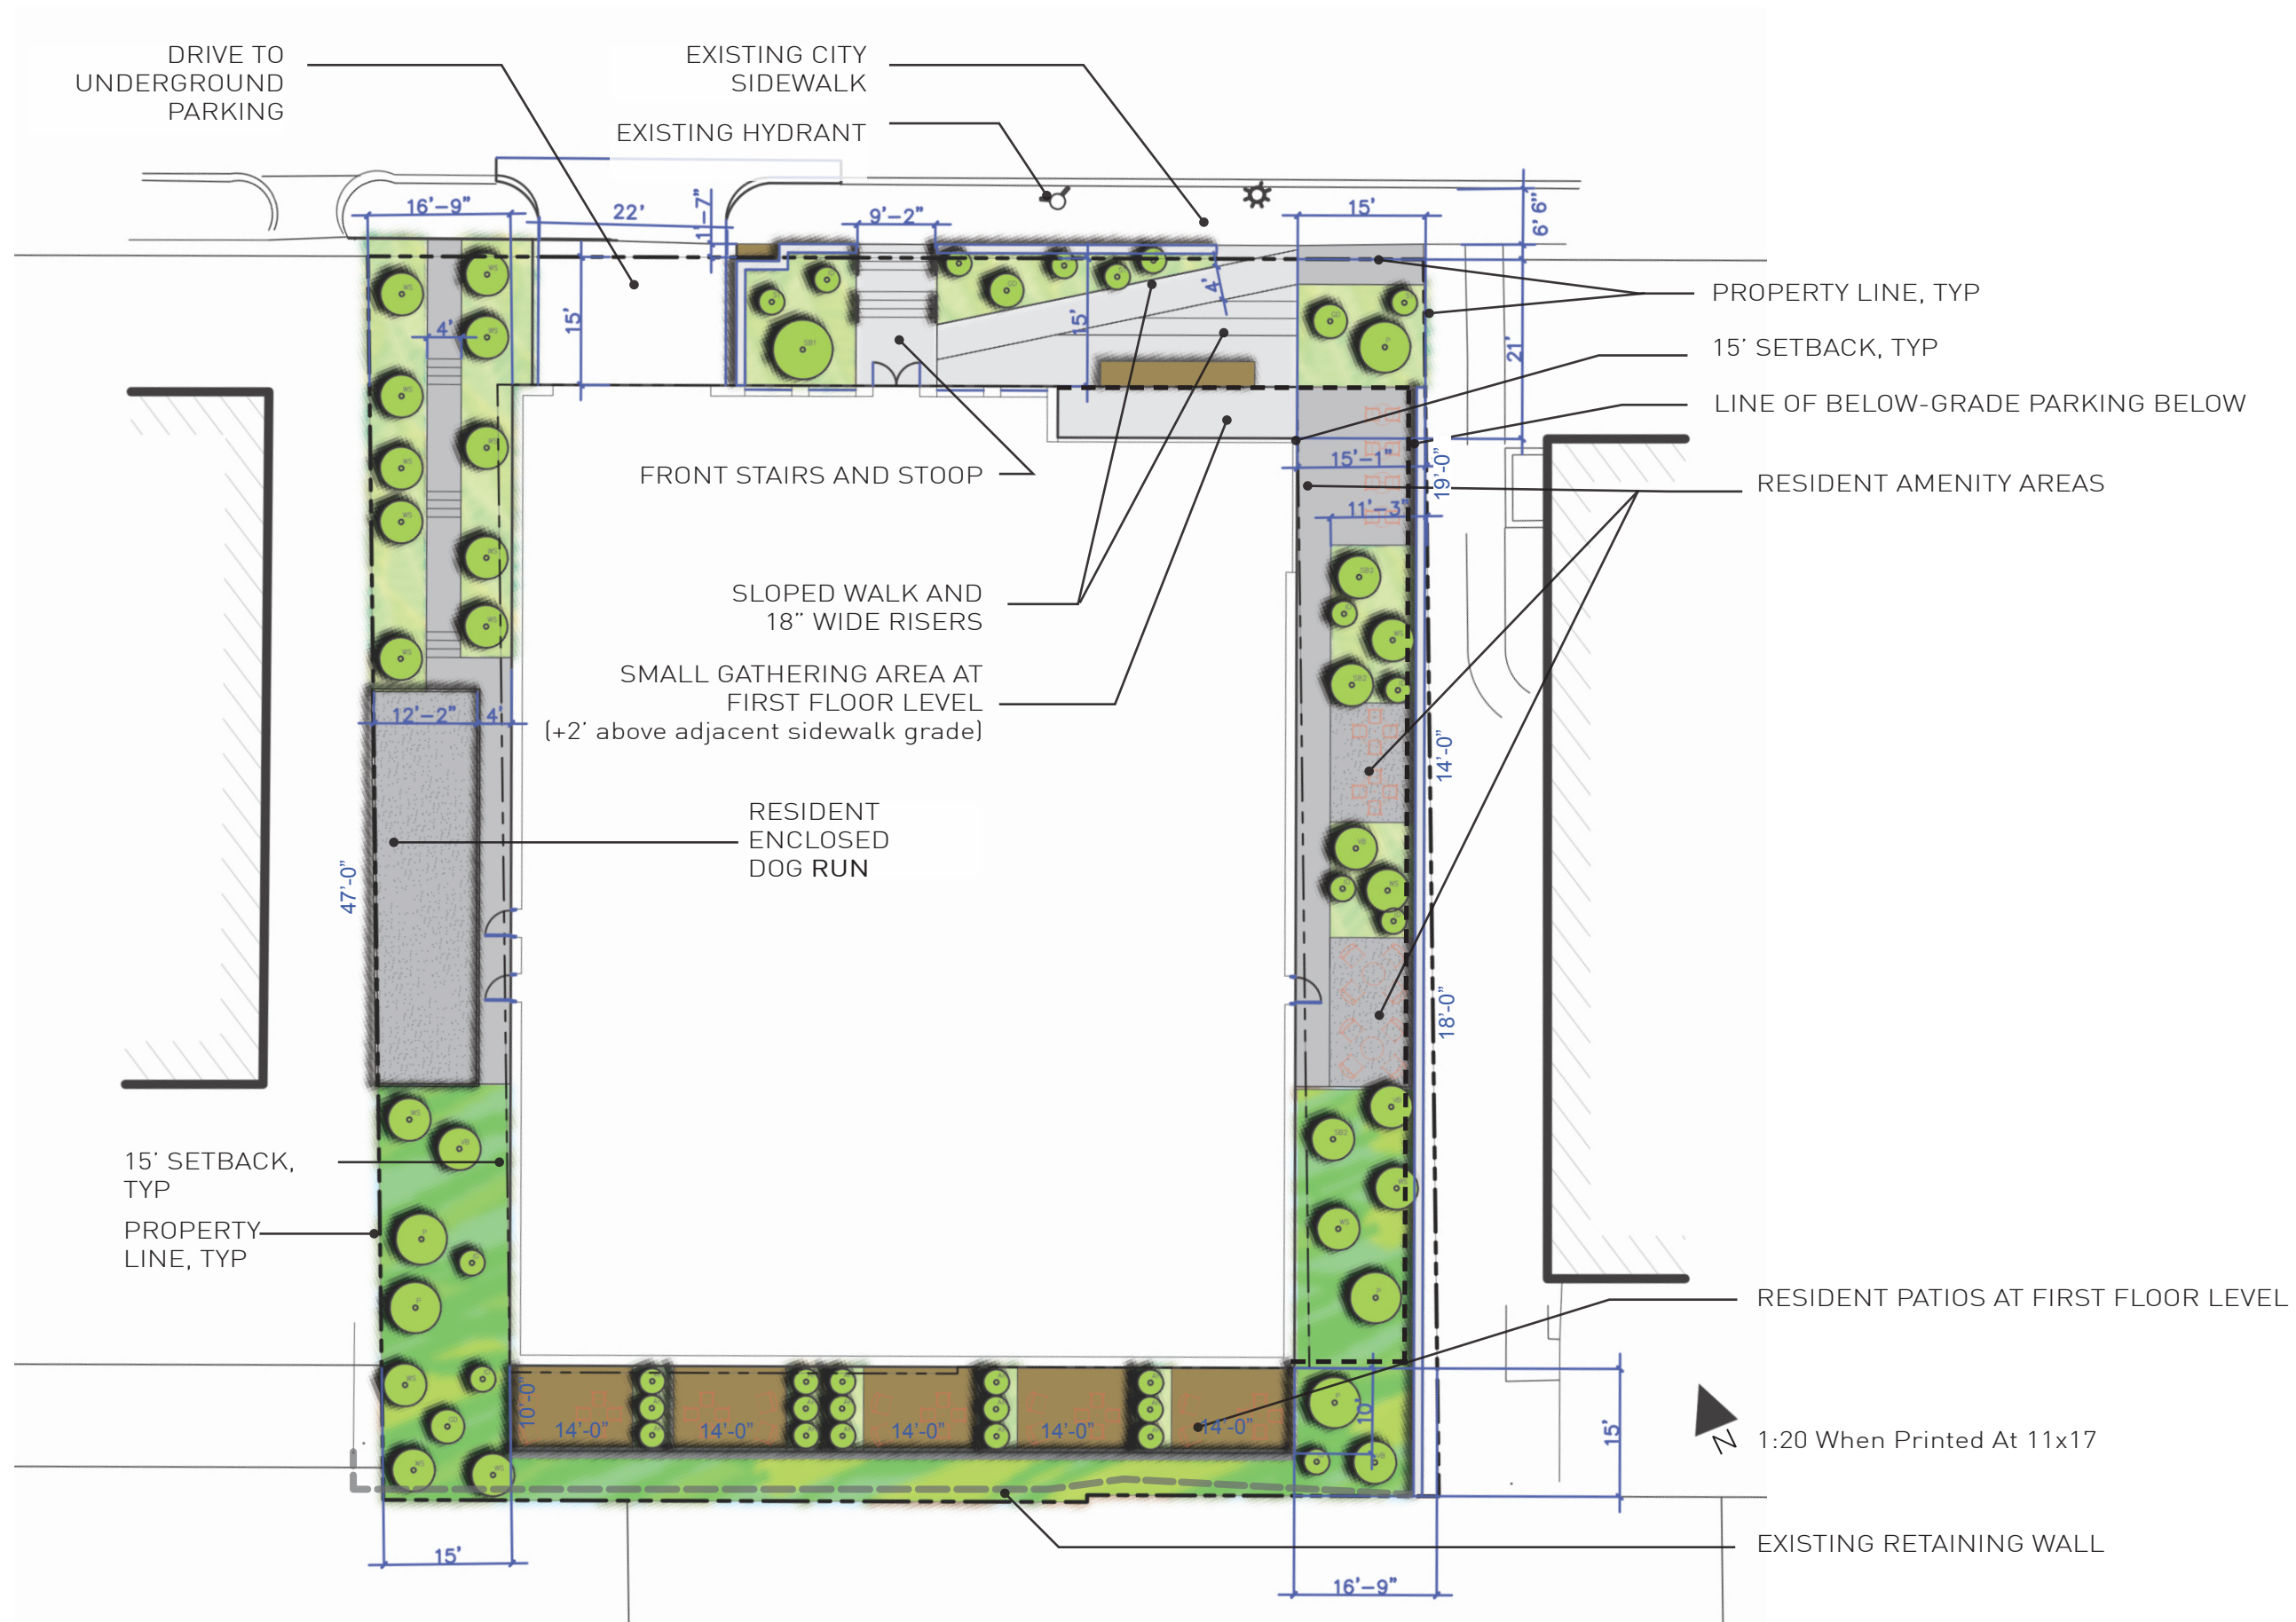 DRIVE TO
UNDERGROUND
PARKING
EXISTING CITY
SIDEWALK
EXISTING HYDRANT
16'-9"
22'
1'-7"
9'-2"
15'
6' 6"
4'
15'
15'
4'
21'
PROPERTY LINE, TYP
15' SETBACK, TYP
LINE OF BELOW-GRADE PARKING BELOW
FRONT STAIRS AND STOOP
15'-1"
19'-0"
RESIDENT AMENITY AREAS
11'-3"
SLOPED WALK AND
18" WIDE RISERS
SMALL GATHERING AREA AT
FIRST FLOOR LEVEL
(+2' above adjacent sidewalk grade)
12'-2"
4'
14'-0"
RESIDENT
ENCLOSED
DOG RUN
47'-0"
18'-0"
15' SETBACK,
TYP
PROPERTY
LINE, TYP
RESIDENT PATIOS AT FIRST FLOOR LEVEL
10'-0"
14'-0"
14'-0"
14'-0"
14'-0"
14'-0"
10'
15'
N
1:20 When Printed At 11x17
EXISTING RETAINING WALL
15'
16'-9"